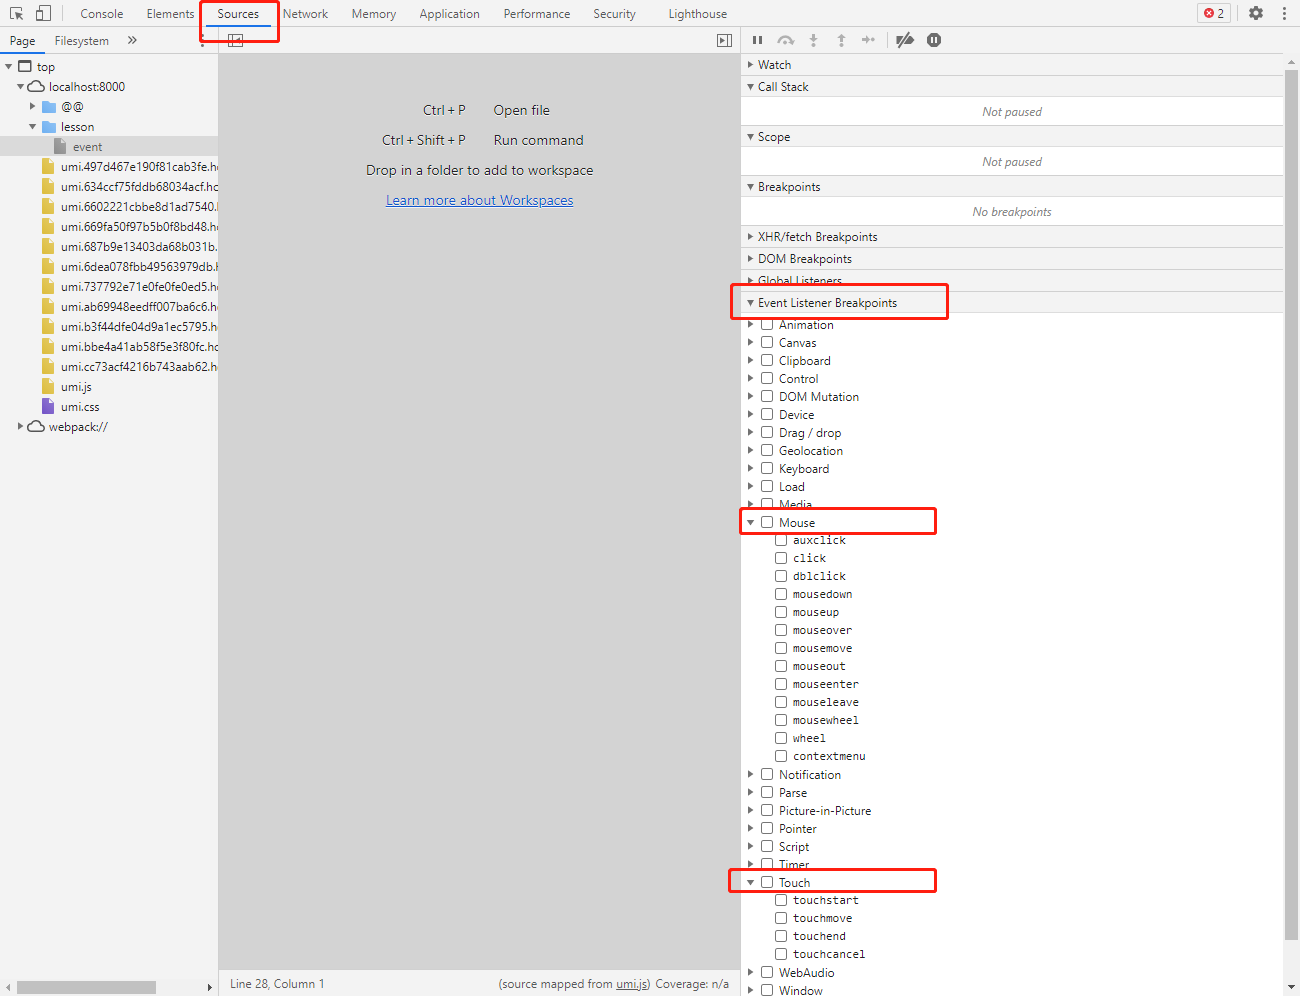 Console Elements Sources Network Memory Application Performance Security Lighthouse 2
Page Filesystem »
top
localhost:8000
@@
lesson
event
umi.497d467e190f81cab3fe.h
umi.634ccf75fddb68034acf.hc
umi.6602221cbbe8d1ad7540.
umi.669fa50f97b5b0f8bd48.h
umi.687b9e13403da68b031b.
umi.6dea078fbb49563979db.h
umi.737792e71e0fe0fe0ed5.h
umi.ab69948eedff007ba6c6.h
umi.b3f44dfe04d9a1ec5795.h
umi.bbe4a41ab58f5e3f80fc.hc
umi.cc73acf4216b743aab62.h
umi.js
umi.css
webpack://
Ctrl + P Open file
Ctrl + Shift + P Run command
Drop in a folder to add to workspace
Learn more about Workspaces
Line 28, Column 1 (source mapped from umi.js) Coverage: n/a
Watch
Call Stack
Not paused
Scope
Not paused
Breakpoints
No breakpoints
XHR/fetch Breakpoints
DOM Breakpoints
Global Listeners
Event Listener Breakpoints
Animation
Canvas
Clipboard
Control
DOM Mutation
Device
Drag / drop
Geolocation
Keyboard
Load
Media
Mouse
auxclick
click
dblclick
mousedown
mouseup
mouseover
mousemove
mouseout
mouseenter
mouseleave
mousewheel
wheel
contextmenu
Notification
Parse
Picture-in-Picture
Pointer
Script
Timer
Touch
touchstart
touchmove
touchend
touchcancel
WebAudio
Window